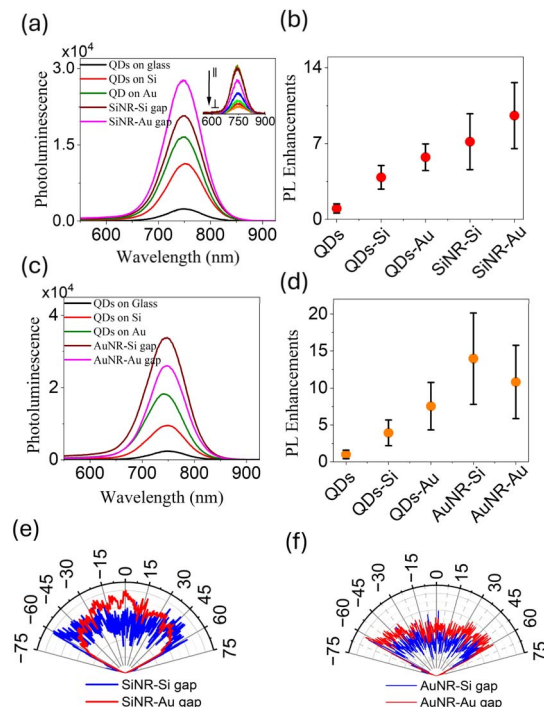 (a)
x10⁴
3.0
1.5
0.0
Photoluminescence
QDs on glass
QDs on Si
QD on Au
SiNR-Si gap
SiNR-Au gap
||
⊥
600 750 900
600 700 800 900
Wavelength (nm)
(b)
14
7
0
PL Enhancements
QDs
QDs-Si
QDs-Au
SiNR-Si
SiNR-Au
(c)
x10⁴
4
2
0
Photoluminescence
QDs on Glass
QDs on Si
QDs on Au
AuNR-Si gap
AuNR-Au gap
600 700 800 900
Wavelength (nm)
(d)
20
15
10
5
0
PL Enhancements
QDs
QDs-Si
QDs-Au
AuNR-Si
AuNR-Au
(e)
-75 -60 -45 -30 -15 0 15 30 45 60 75
SiNR-Si gap
SiNR-Au gap
(f)
-75 -60 -45 -30 -15 0 15 30 45 60 75
AuNR-Si gap
AuNR-Au gap